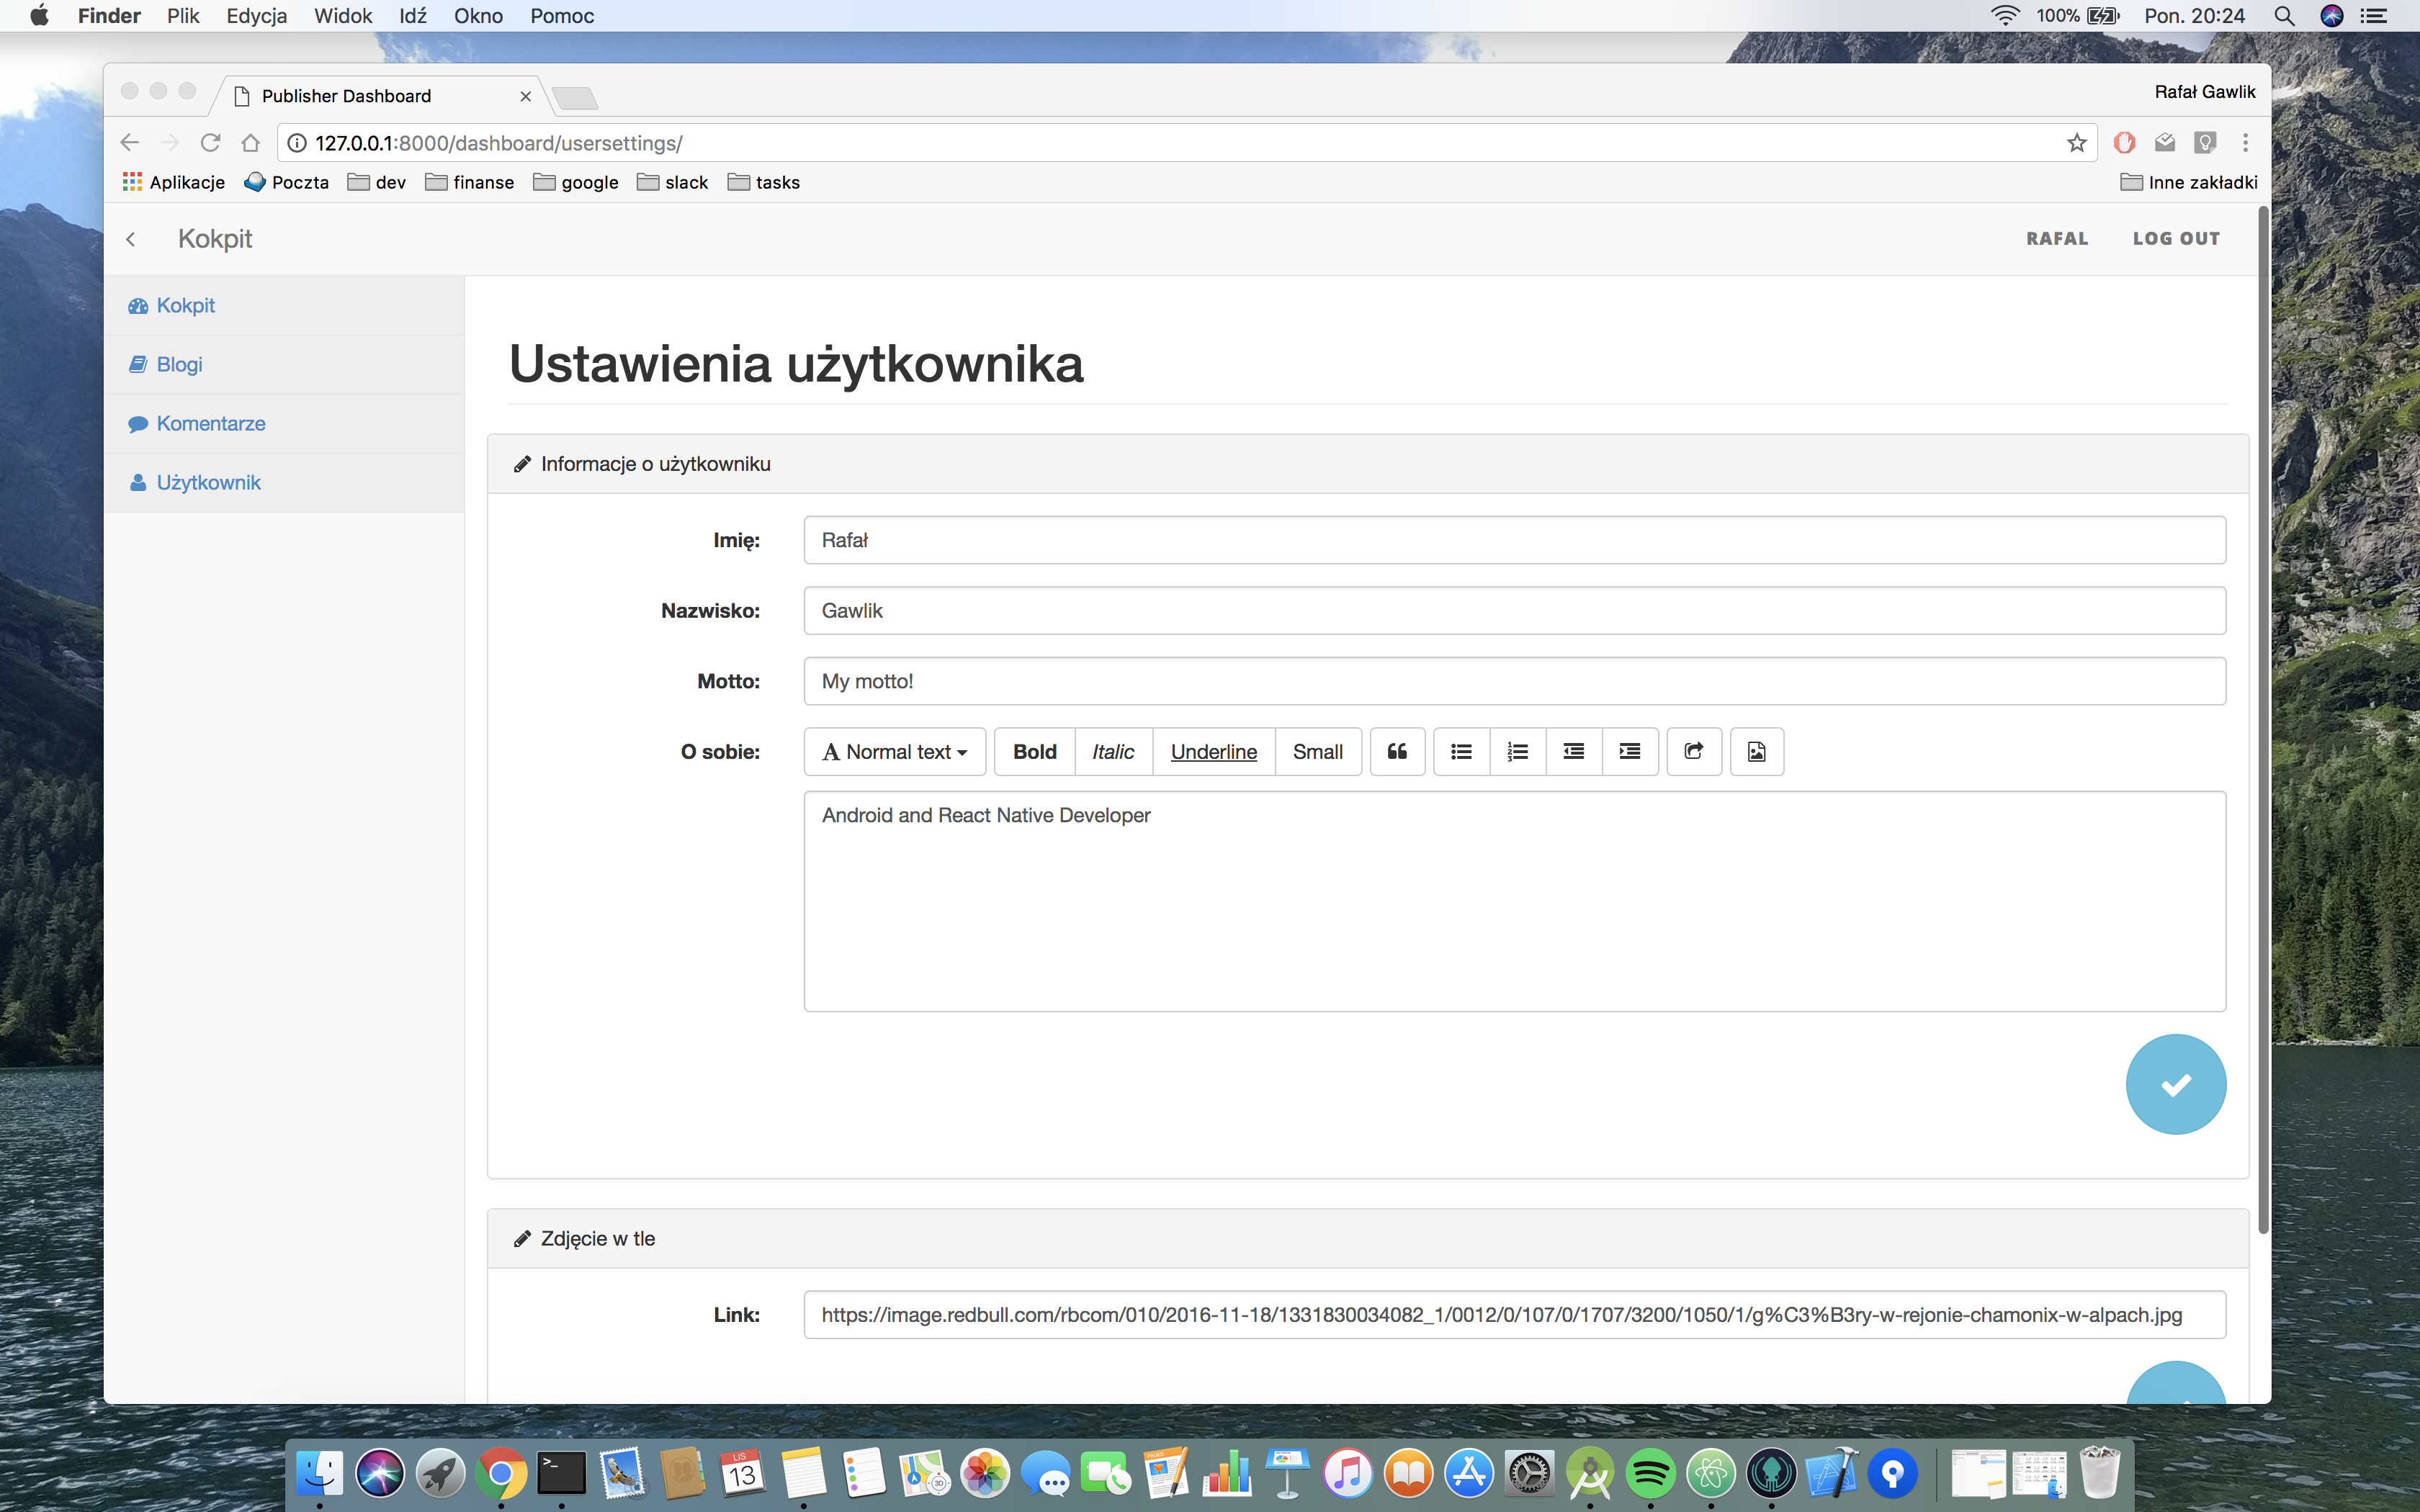 Finder Plik Edycja Widok Idź Okno Pomoc 100% Pon. 20:24
Publisher Dashboard Rafał Gawlik
127.0.0.1:8000/dashboard/usersettings/
Aplikacje Poczta dev finanse google slack tasks Inne zakładki
Kokpit RAFAL LOG OUT
Kokpit
Blogi
Komentarze
Użytkownik
Ustawienia użytkownika
Informacje o użytkowniku
Imię: Rafał
Nazwisko: Gawlik
Motto: My motto!
O sobie: A Normal text Bold Italic Underline Small
Android and React Native Developer
Zdjęcie w tle
Link: https://image.redbull.com/rbcom/010/2016-11-18/1331830034082_1/0012/0/107/0/1707/3200/1050/1/g%C3%B3ry-w-rejonie-chamonix-w-alpach.jpg
LIS
13